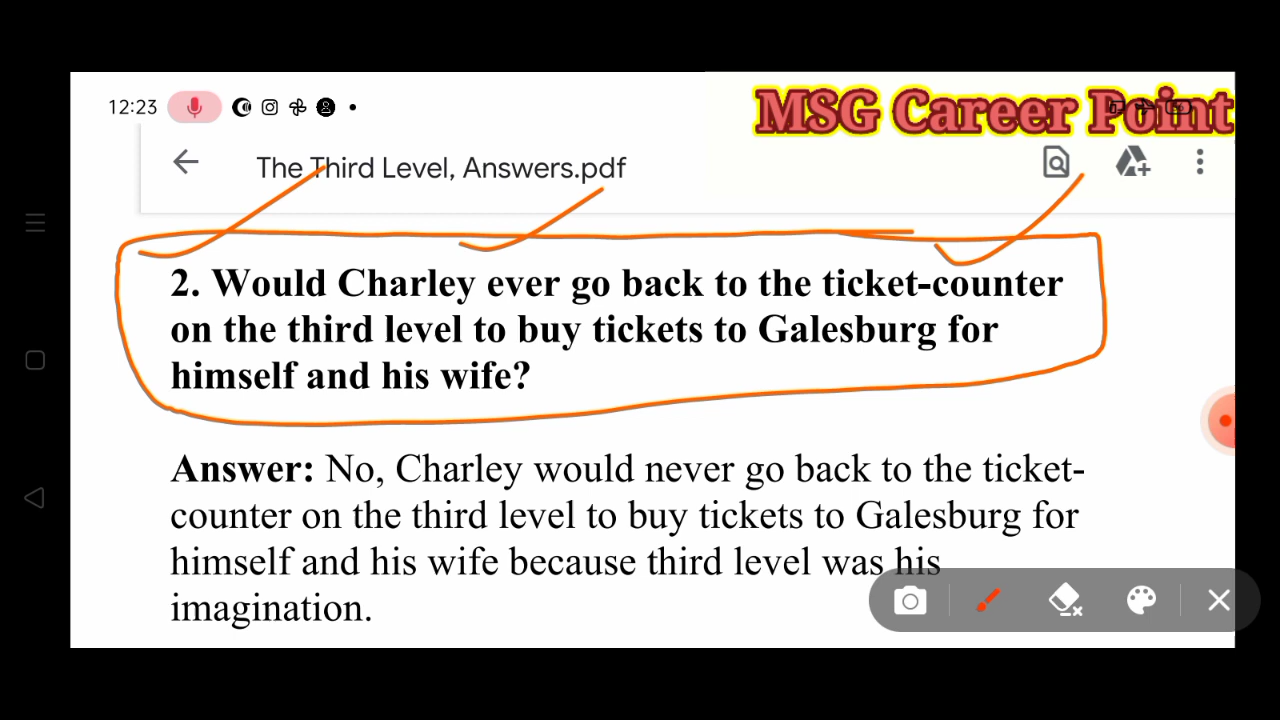 12:23
MSG Career Point
The Third Level, Answers.pdf
2. Would Charley ever go back to the ticket-counter
on the third level to buy tickets to Galesburg for
himself and his wife?
Answer: No, Charley would never go back to the ticket-
counter on the third level to buy tickets to Galesburg for
himself and his wife because third level was his
imagination.